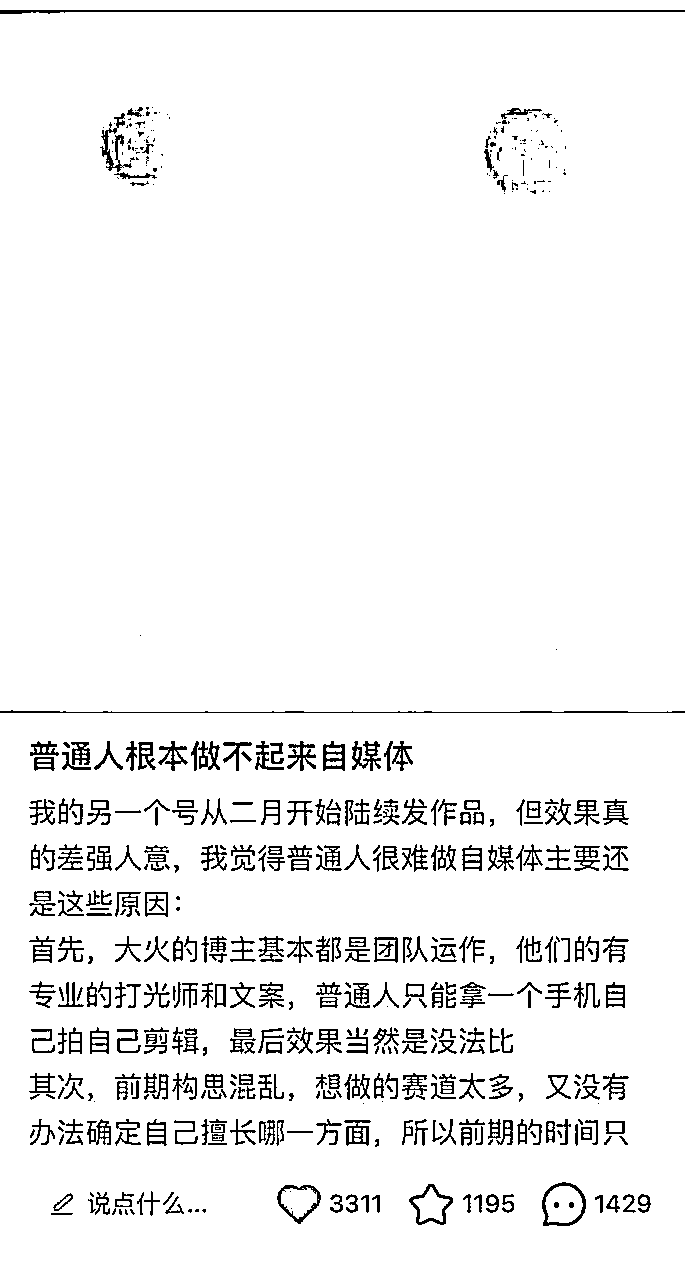 普通人根本做不起来自媒体
我的另一个号从二月开始陆续发作品，但效果真
的差强人意，我觉得普通人很难做自媒体主要还
是这些原因：
首先，大火的博主基本都是团队运作，他们的有
专业的打光师和文案，普通人只能拿一个手机自
己拍自己剪辑，最后效果当然是没法比
其次，前期构思混乱，想做的赛道太多，又没有
办法确定自己擅长哪一方面，所以前期的时间只
说点什么... 3311 1195 1429